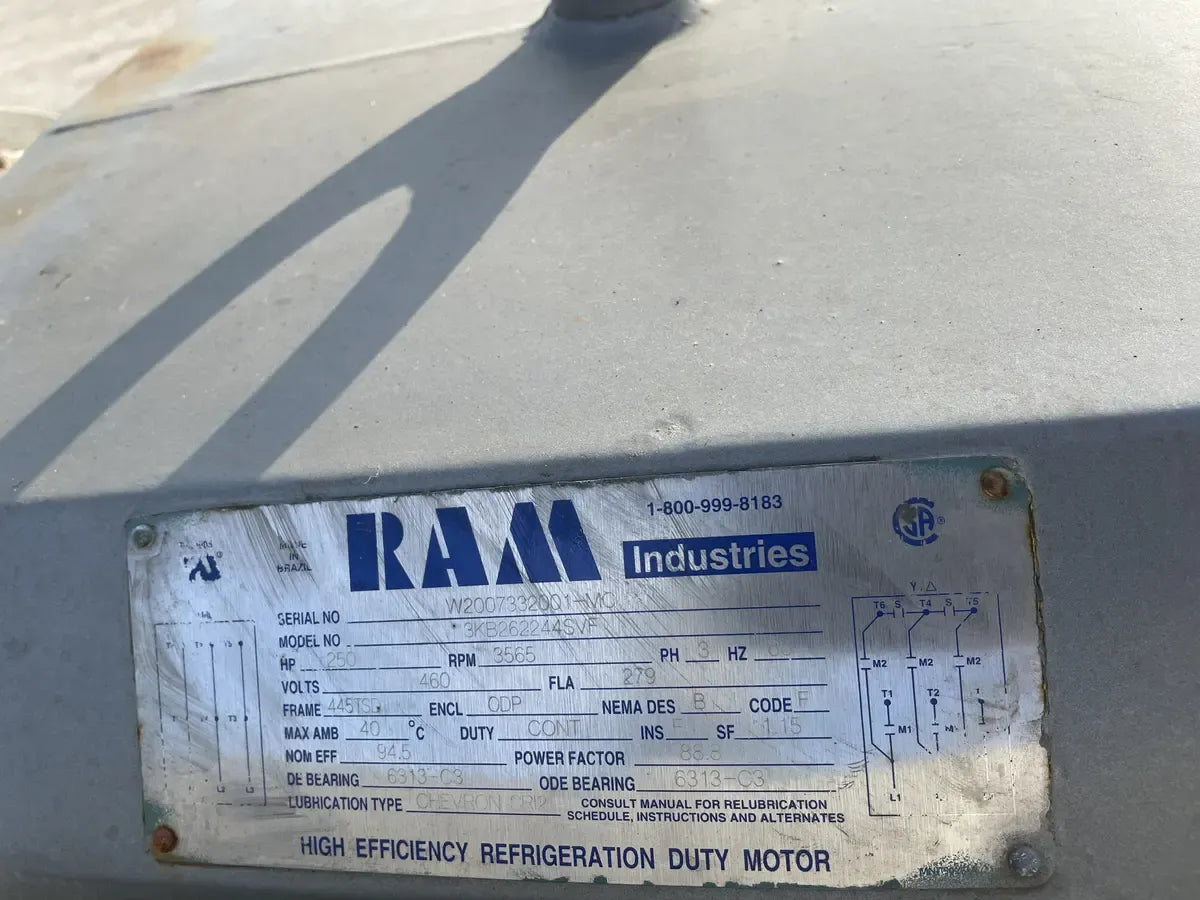 RAM
1-800-999-8183
Industries
MADE
IN
BRAZIL
SERIAL NO W2007332001-MC
MODEL NO 3KB262244SVF
HP 250 RPM 3565 PH 3 HZ
VOLTS 460 FLA 279
FRAME 445TSD ENCL ODP NEMA DES B CODE F
MAX AMB 40 °C DUTY CONT INS F SF 1.15
NOM EFF 94.5 POWER FACTOR
DE BEARING 6313-C3 ODE BEARING 6313-C3
LUBRICATION TYPE CHEVRON
CONSULT MANUAL FOR RELUBRICATION
SCHEDULE, INSTRUCTIONS AND ALTERNATES
HIGH EFFICIENCY REFRIGERATION DUTY MOTOR
Y, △
T6 S T4 S T5
M2 M2 M2
T1 T2
M1
L1